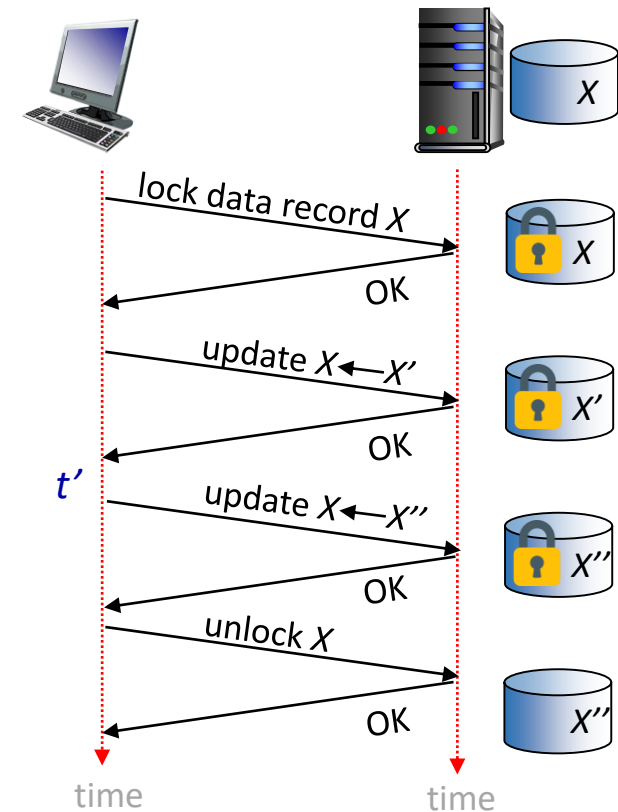 X
lock data record X
X
OK
update X←X'
X'
OK
t'
update X←X''
X''
OK
unlock X
X''
OK
time
time